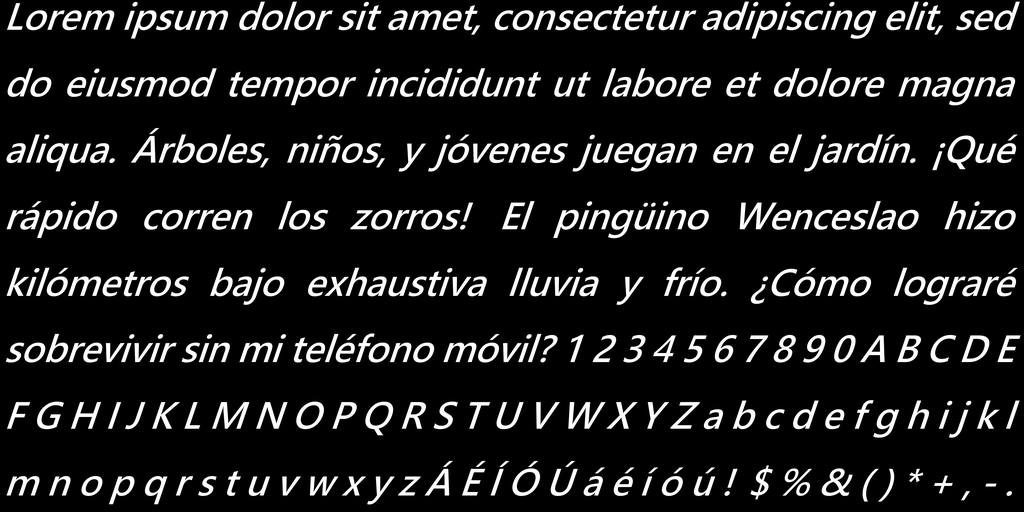 Lorem ipsum dolor sit amet, consectetur adipiscing elit, sed
do eiusmod tempor incididunt ut labore et dolore magna
aliqua. Árboles, niños, y jóvenes juegan en el jardín. ¡Qué
rápido corren los zorros! El pingüino Wenceslao hizo
kilómetros bajo exhaustiva lluvia y frío. ¿Cómo lograré
sobrevivir sin mi teléfono móvil? 1 2 3 4 5 6 7 8 9 0 A B C D E
F G H I J K L M N O P Q R S T U V W X Y Z a b c d e f g h i j k l
m n o p q r s t u v w x y z Á É Í Ó Ú á é í ó ú ! $ % & ( ) * + , - .